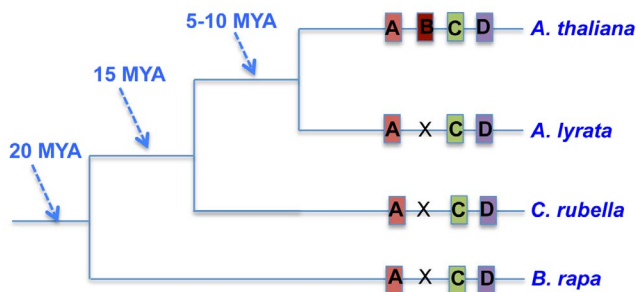 5-10 MYA
A B C D A. thaliana
15 MYA
A X C D A. lyrata
20 MYA
A X C D C. rubella
A X C D B. rapa